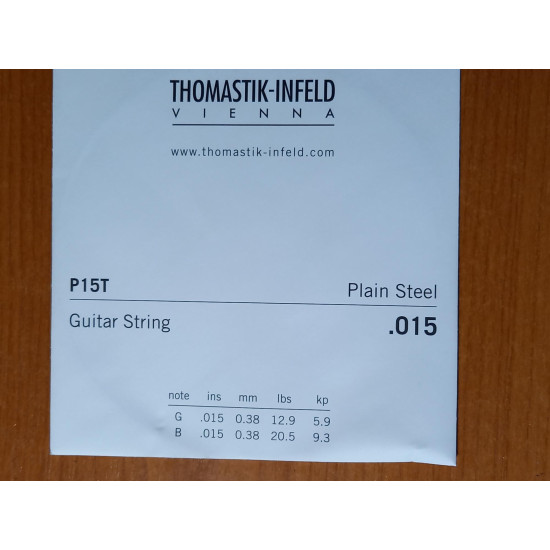 THOMASTIK-INFELD
VIENNA
www.thomastik-infeld.com
P15T Plain Steel
Guitar String .015
note ins mm lbs kp
G .015 0.38 12.9 5.9
B .015 0.38 20.5 9.3